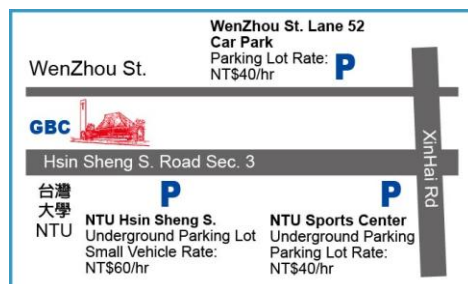 WenZhou St. Lane 52
Car Park
Parking Lot Rate:
NT$40/hr
P
WenZhou St.
GBC
XinHai Rd
Hsin Sheng S. Road Sec. 3
台灣
大學
NTU
P
NTU Hsin Sheng S.
Underground Parking Lot
Small Vehicle Rate:
NT$60/hr
P
NTU Sports Center
Underground Parking
Parking Lot Rate:
NT$40/hr